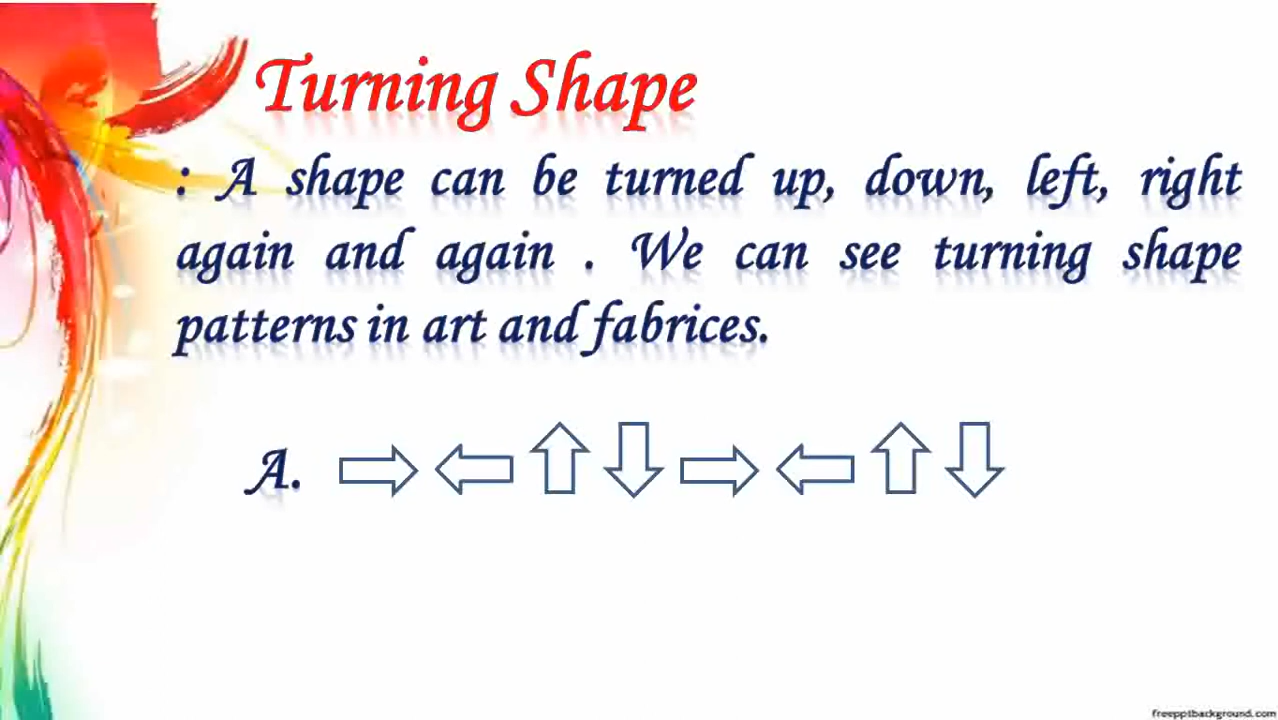 Turning Shape
: A shape can be turned up, down, left, right
again and again . We can see turning shape
patterns in art and fabrices.
A.
freepptbackground.com